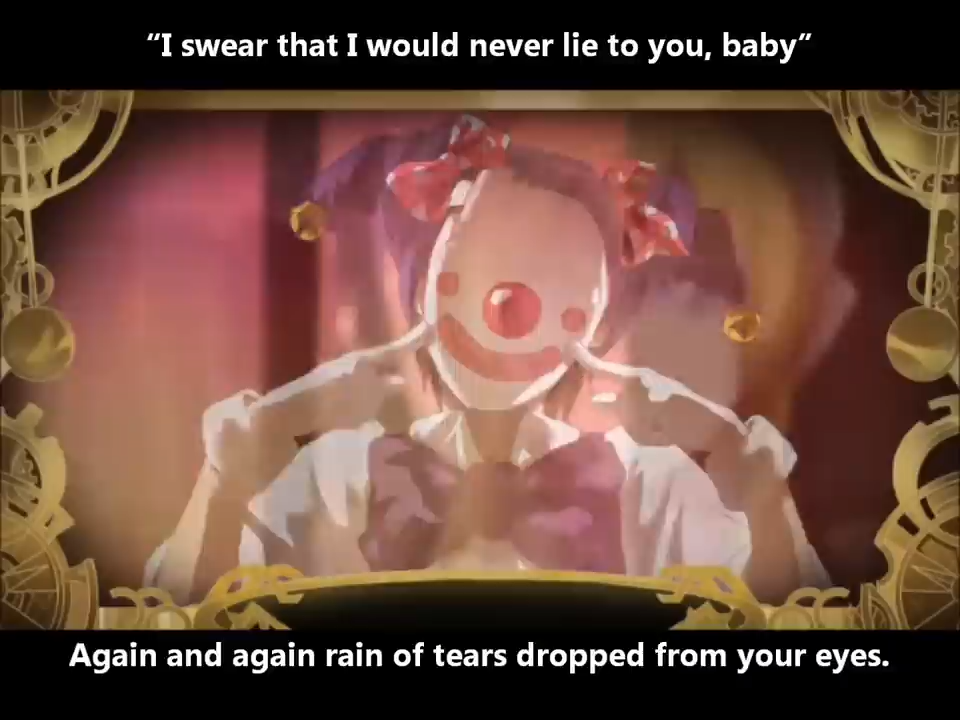 “I swear that I would never lie to you, baby”
Again and again rain of tears dropped from your eyes.